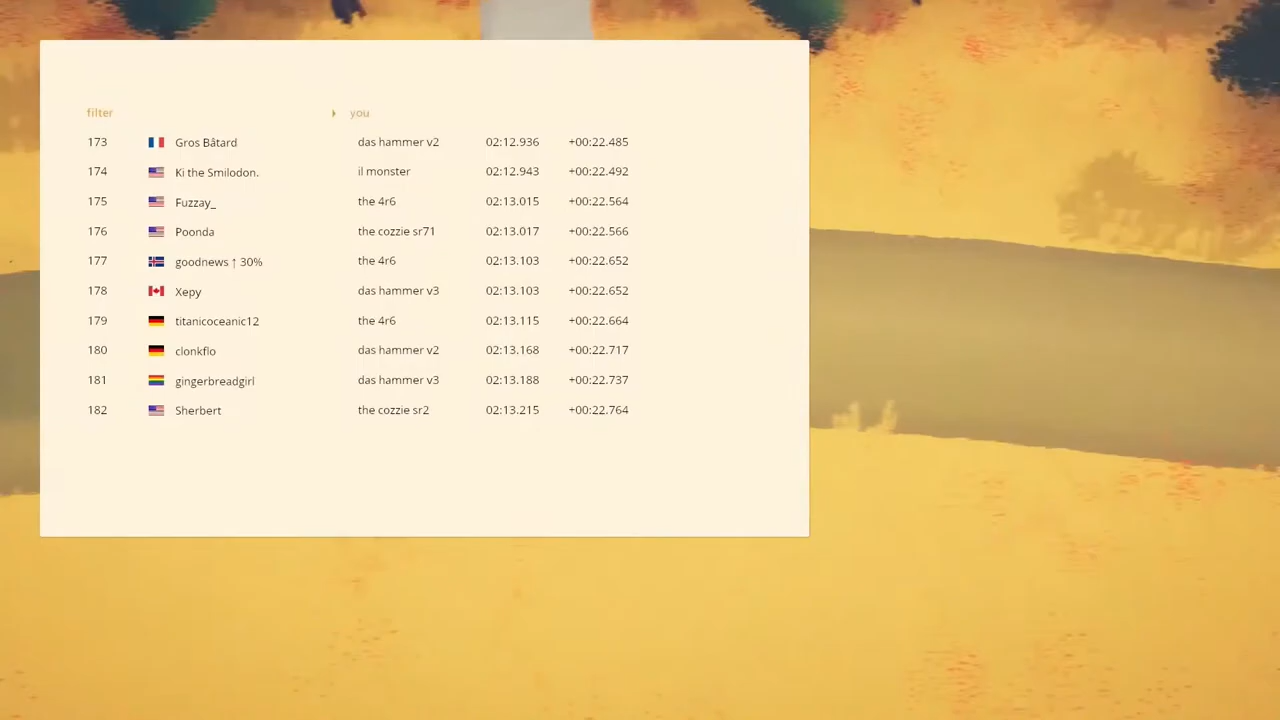 filter you
173 Gros Bâtard das hammer v2 02:12.936 +00:22.485
174 Ki the Smilodon. il monster 02:12.943 +00:22.492
175 Fuzzay_ the 4r6 02:13.015 +00:22.564
176 Poonda the cozzie sr71 02:13.017 +00:22.566
177 goodnews ↑ 30% the 4r6 02:13.103 +00:22.652
178 Xepy das hammer v3 02:13.103 +00:22.652
179 titanicoceanic12 the 4r6 02:13.115 +00:22.664
180 clonkflo das hammer v2 02:13.168 +00:22.717
181 gingerbreadgirl das hammer v3 02:13.188 +00:22.737
182 Sherbert the cozzie sr2 02:13.215 +00:22.764